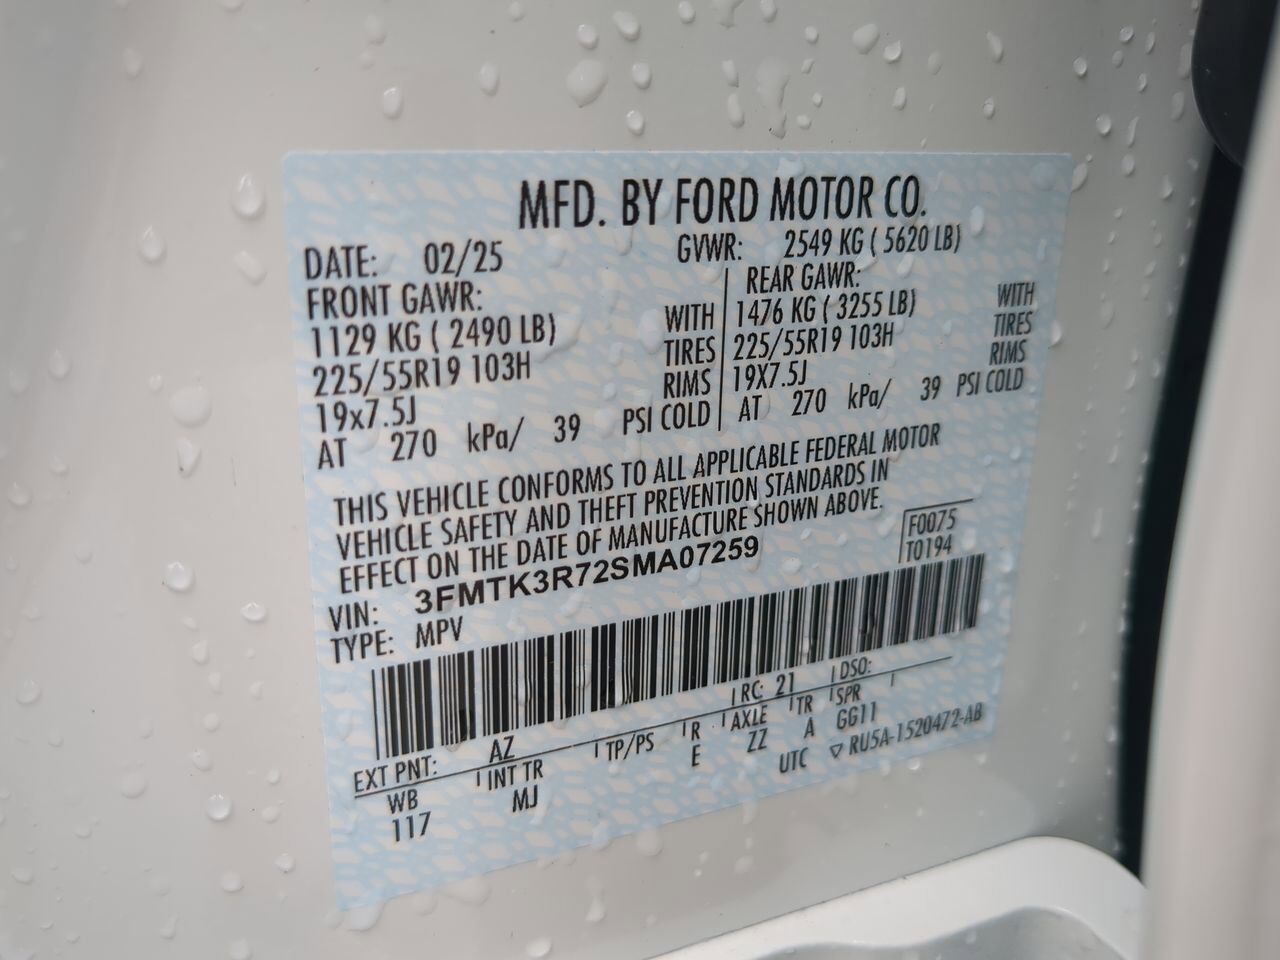 MFD. BY FORD MOTOR CO.
DATE: 02/25 GVWR: 2549 KG ( 5620 LB)
FRONT GAWR: REAR GAWR:
1129 KG ( 2490 LB) WITH 1476 KG ( 3255 LB) WITH
225/55R19 103H TIRES 225/55R19 103H TIRES
19x7.5J RIMS 19X7.5J RIMS
AT 270 kPa/ 39 PSI COLD AT 270 kPa/ 39 PSI COLD
THIS VEHICLE CONFORMS TO ALL APPLICABLE FEDERAL MOTOR
VEHICLE SAFETY AND THEFT PREVENTION STANDARDS IN
EFFECT ON THE DATE OF MANUFACTURE SHOWN ABOVE.
F0075
VIN: 3FMTK3R72SMA07259 T0194
TYPE: MPV
EXT PNT: AZ RC: 21 DSO:
WB INT TR TP/PS R AXLE TR SPR
117 MJ E ZZ A GG11
UTC ▽ RU5A-1520472-AB